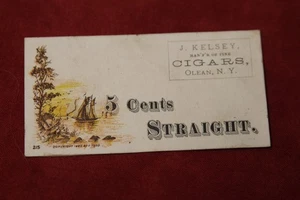 J. KELSEY,
MAN'F'R OF FINE
CIGARS,
OLEAN, N.Y.
5 Cents
STRAIGHT.